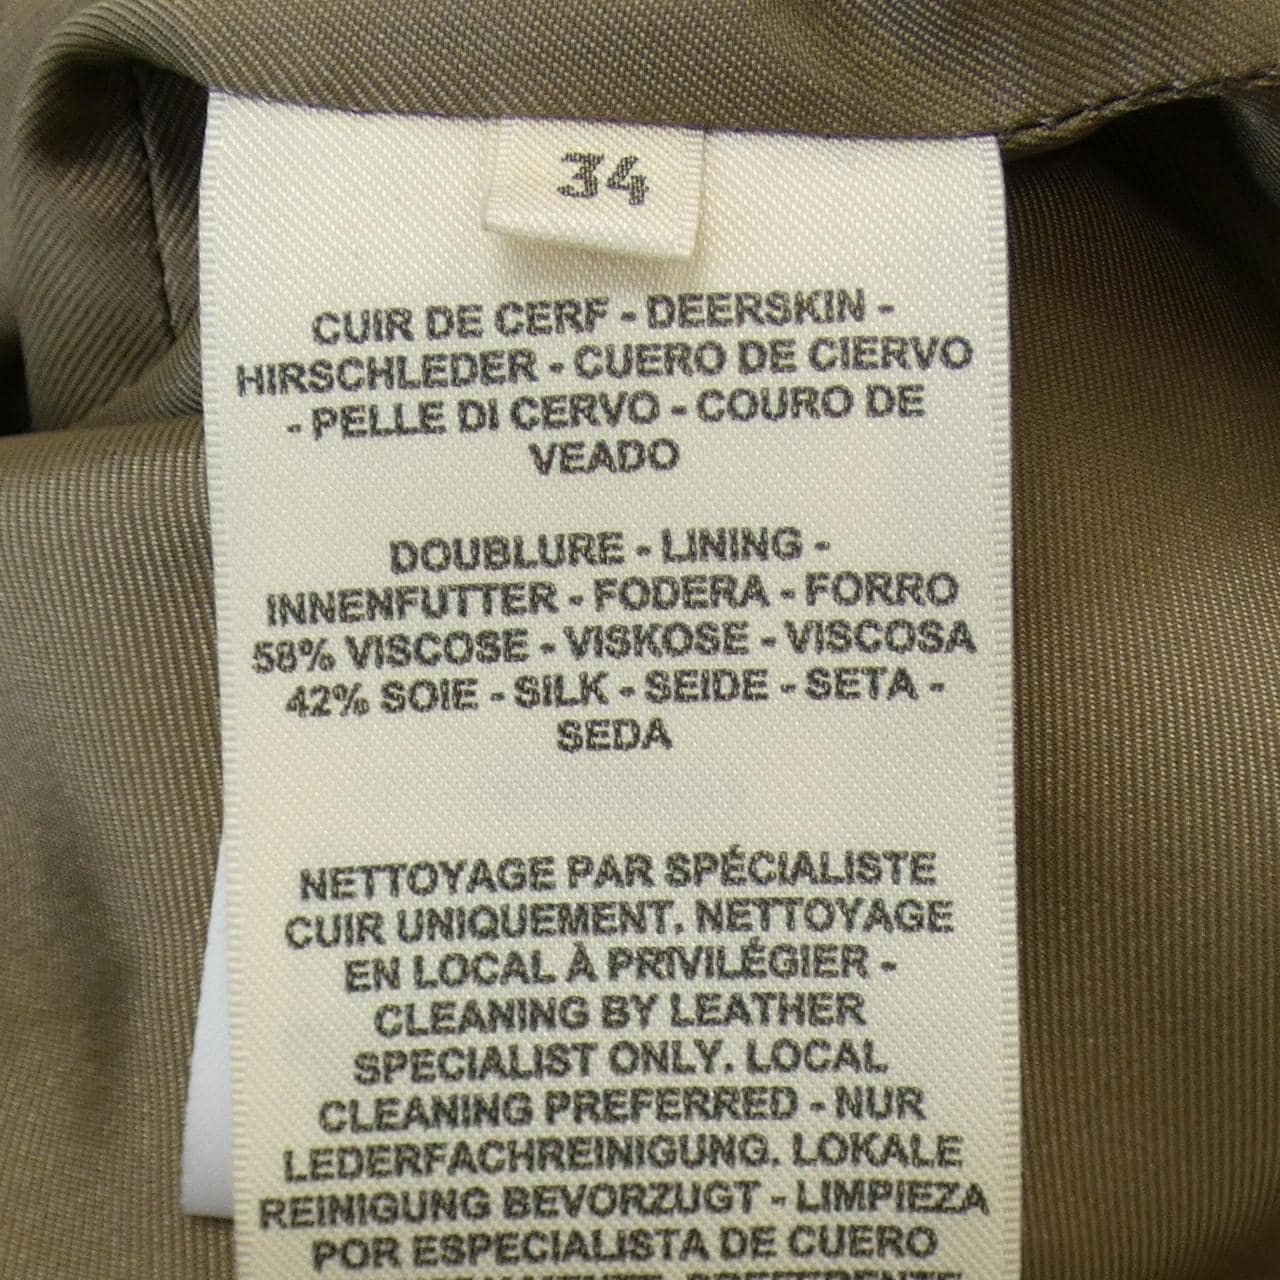 34
CUIR DE CERF - DEERSKIN -
HIRSCHLEDER - CUERO DE CIERVO
- PELLE DI CERVO - COURO DE
VEADO
DOUBLURE - LINING -
INNENFUTTER - FODERA - FORRO
58% VISCOSE - VISKOSE - VISCOSA
42% SOIE - SILK - SEIDE - SETA -
SEDA
NETTOYAGE PAR SPÉCIALISTE
CUIR UNIQUEMENT. NETTOYAGE
EN LOCAL À PRIVILÉGIER -
CLEANING BY LEATHER
SPECIALIST ONLY. LOCAL
CLEANING PREFERRED - NUR
LEDERFACHREINIGUNG. LOKALE
REINIGUNG BEVORZUGT - LIMPIEZA
POR ESPECIALISTA DE CUERO